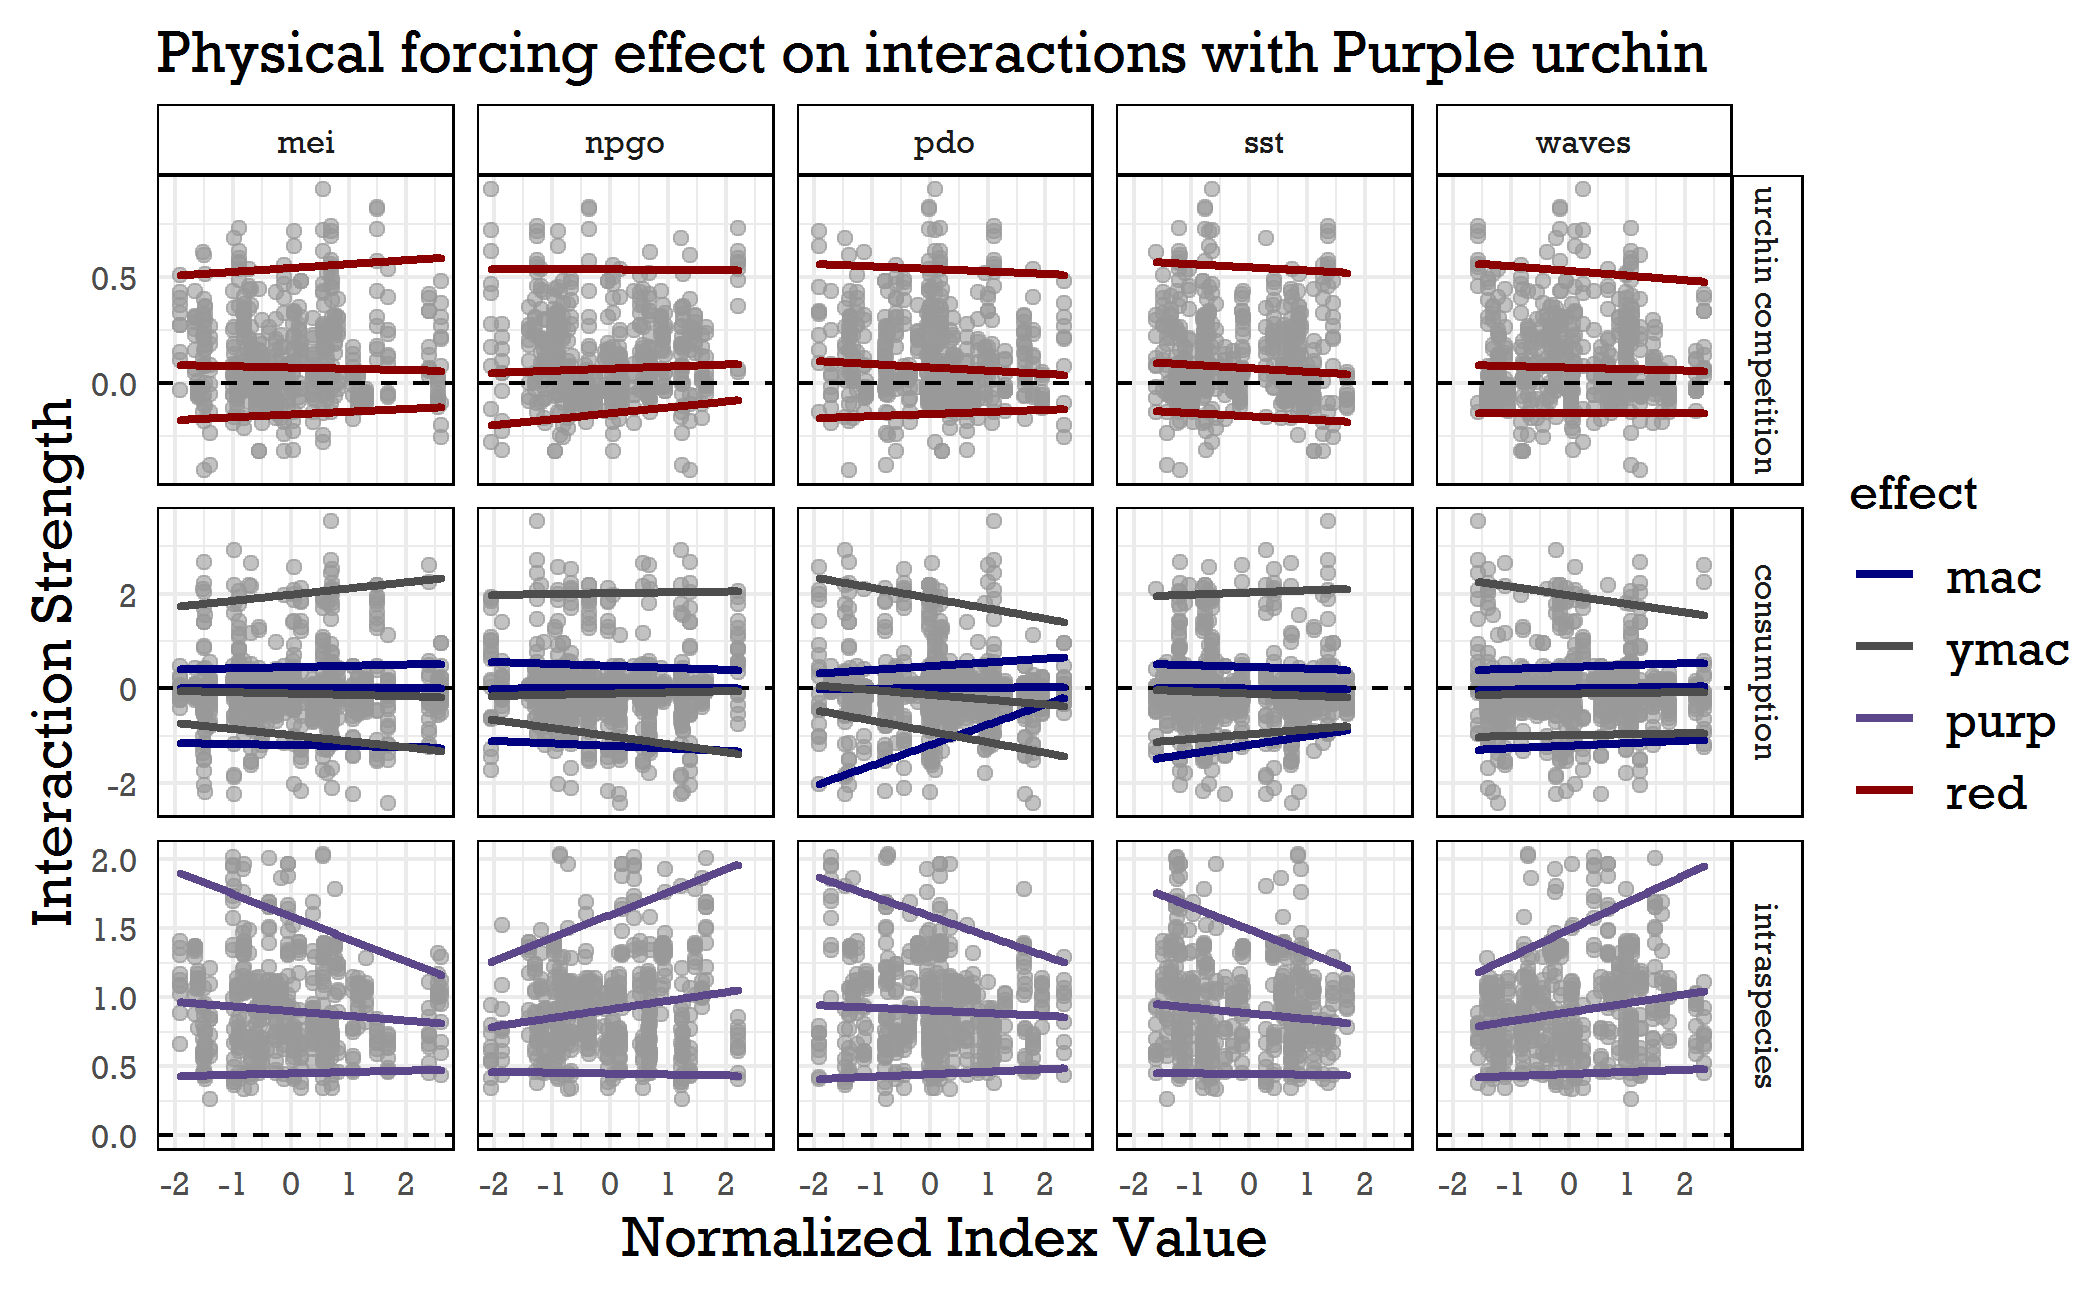 Physical forcing effect on interactions with Purple urchin
mei npgo pdo sst waves
urchin competition
0.5
0.0
consumption
2
0
-2
intraspecies
2.0
1.5
1.0
0.5
0.0
-2 -1 0 1 2 -2 -1 0 1 2 -2 -1 0 1 2 -2 -1 0 1 2 -2 -1 0 1 2
Interaction Strength
Normalized Index Value
effect
mac
ymac
purp
red